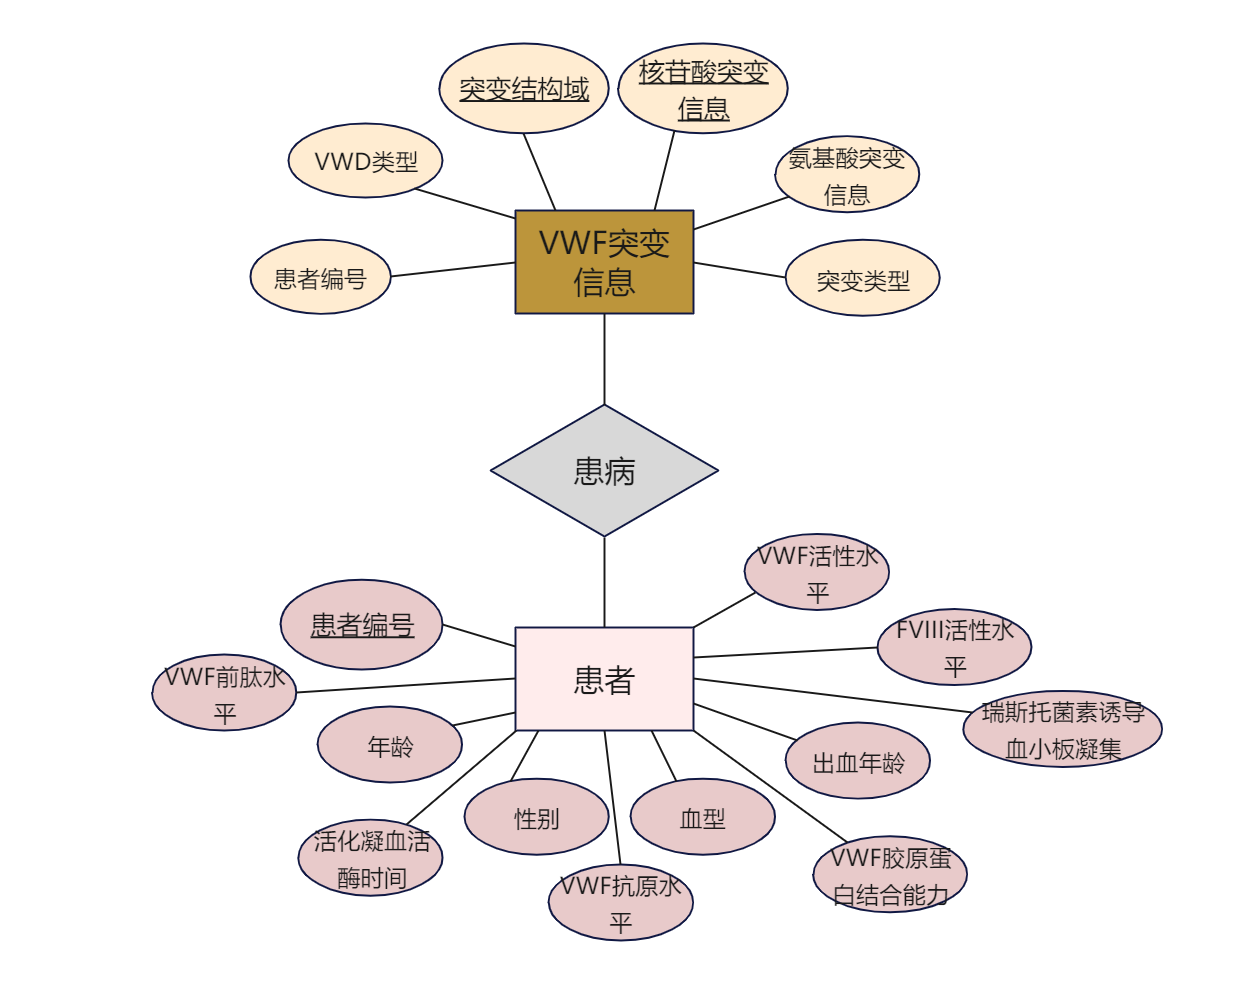 突变结构域
核苷酸突变
信息
VWD类型
氨基酸突变
信息
患者编号
VWF突变
信息
突变类型
患病
VWF活性水
平
患者编号
FVIII活性水
平
VWF前肽水
平
患者
瑞斯托菌素诱导
血小板凝集
年龄
出血年龄
性别
血型
活化凝血活
酶时间
VWF胶原蛋
白结合能力
VWF抗原水
平